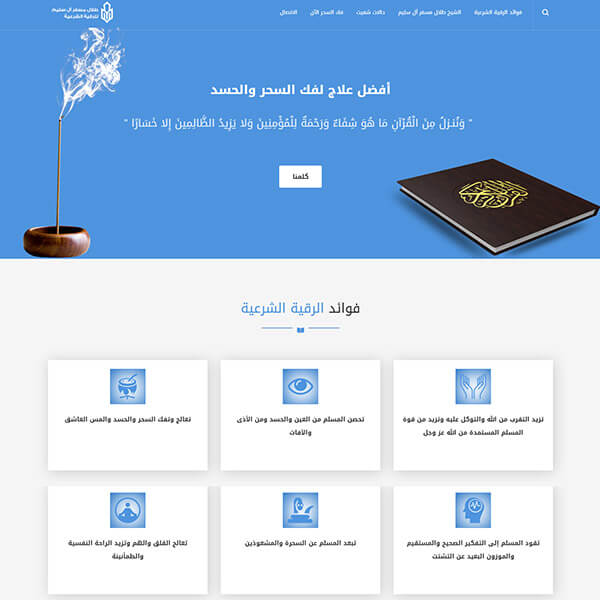 فوائد الرقية الشرعية
الشيخ طلال مسفر آل سليم
حالات شفيت
فك السحر الآن
الاتصال
طلال مسفر آل سليم
للرقية الشرعية
أفضل علاج لفك السحر والحسد
" وَنُنَزِلُ مِنَ الْقُرْآنِ مَا هُوَ شِفَاءٌ وَرَحْمَةٌ لِلْمُؤْمِنِينَ وَلا يَزِيدُ الظَّالِمِينَ إِلا خَسَارًا "
كلمنا
فوائد الرقية الشرعية
تزيد التقرب من الله والتوكل عليه وتزيد من قوة
المسلم المستمدة من الله عز وجل
تحصن المسلم من العين والحسد ومن الأذى
والآفات
تعالج وتفك السحر والحسد والمس العاشق
تقود المسلم إلى التفكير الصحيح والمستقيم
والموزون البعيد عن التشتت
تبعد المسلم عن السحرة والمشعوذين
تعالج القلق والهم وتزيد الراحة النفسية
والطمأنينة